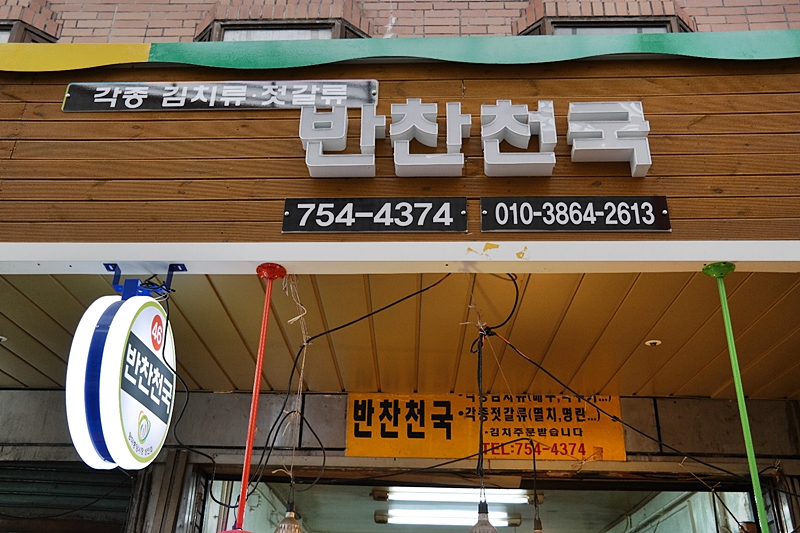 각종 김치류·젓갈류
반찬천국
754-4374
010-3864-2613
46
반찬천국
반찬천국
·각종젓갈류(멸치,명란...)
·김치주문받습니다
TEL:754-4374